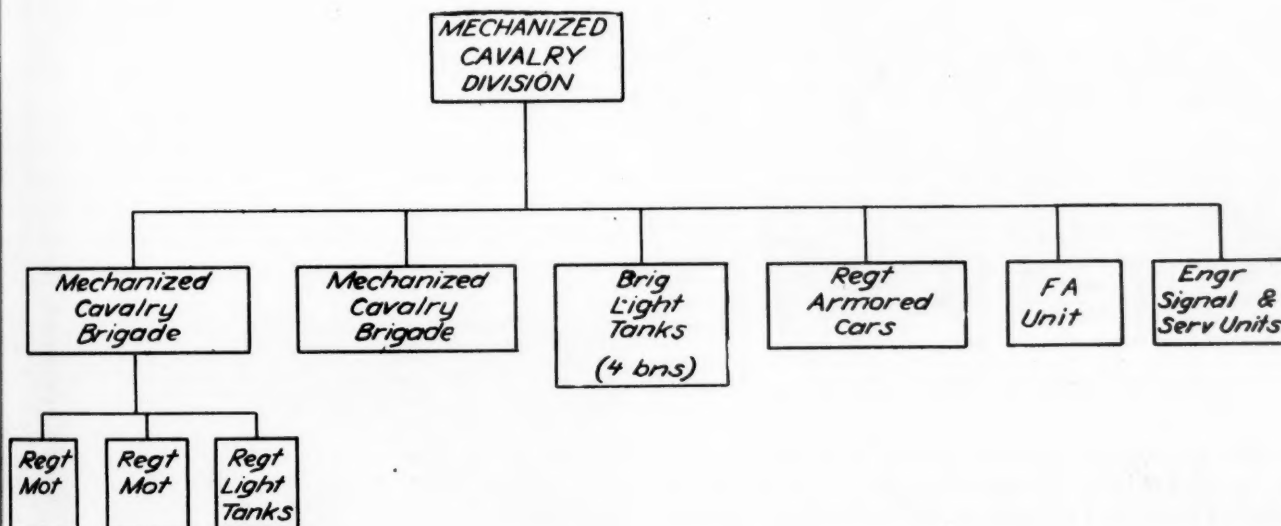 MECHANIZED
CAVALRY
DIVISION
Mechanized
Cavalry
Brigade
Mechanized
Cavalry
Brigade
Brig
Light
Tanks
(4 bns)
Regt
Armored
Cars
FA
Unit
Engr
Signal &
Serv Units
Regt
Mot
Regt
Mot
Regt
Light
Tanks